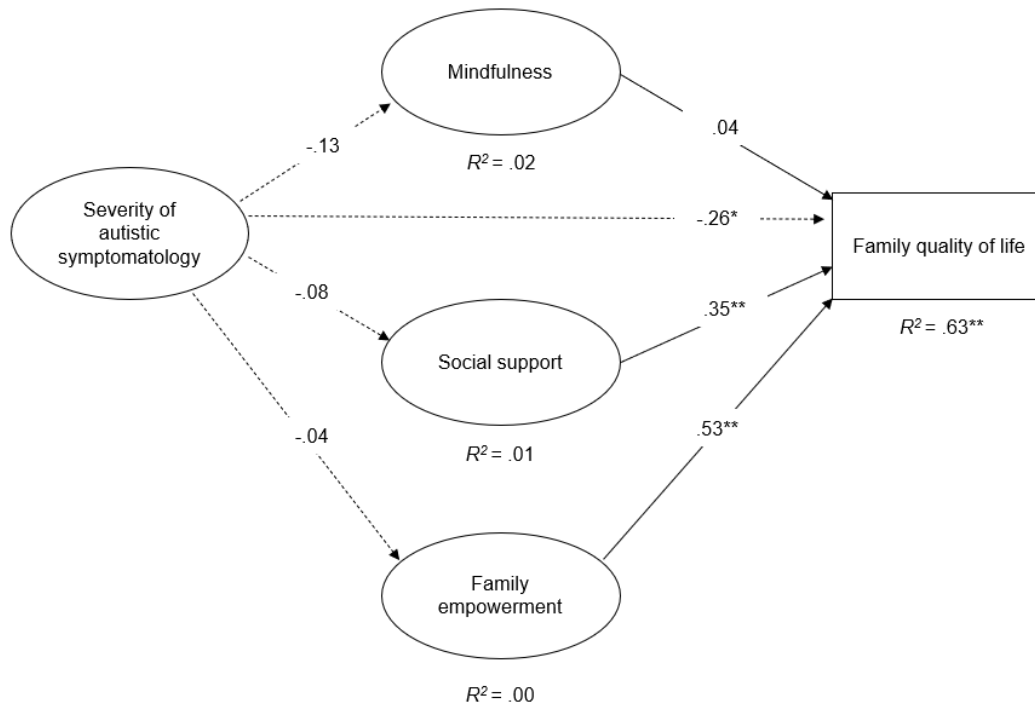 Mindfulness
-.13
.04
R² = .02
Severity of
autistic
symptomatology
-.26*
Family quality of life
-.08
.35**
R² = .63**
Social support
-.04
.53**
R² = .01
Family
empowerment
R² = .00